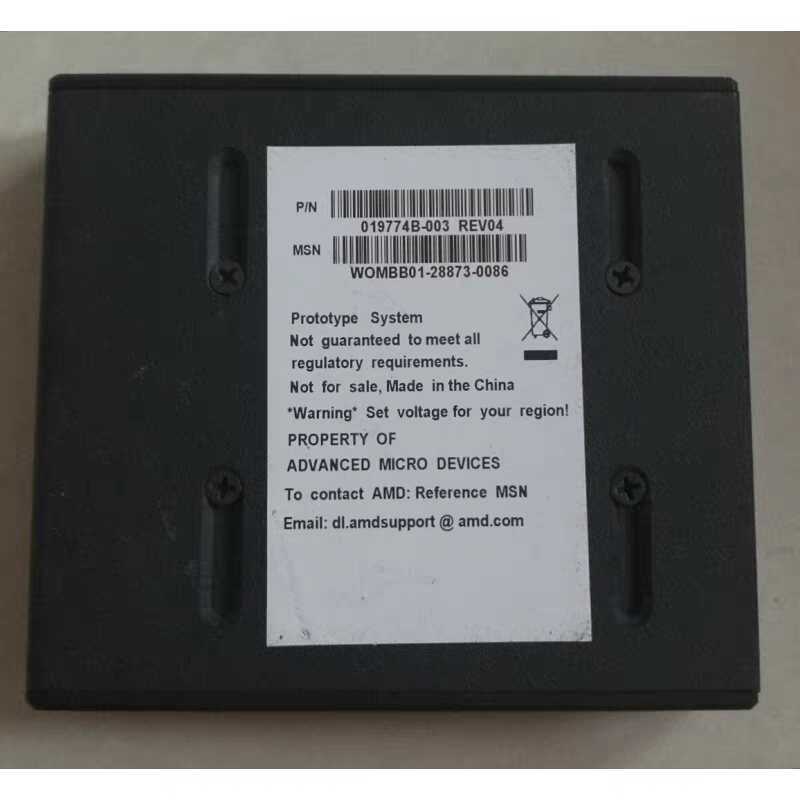 P/N
019774B-003 REV04
MSN
WOMBB01-28873-0086
Prototype System
Not guaranteed to meet all
regulatory requirements.
Not for sale, Made in the China
*Warning* Set voltage for your region!
PROPERTY OF
ADVANCED MICRO DEVICES
To contact AMD: Reference MSN
Email: dl.amdsupport @ amd.com